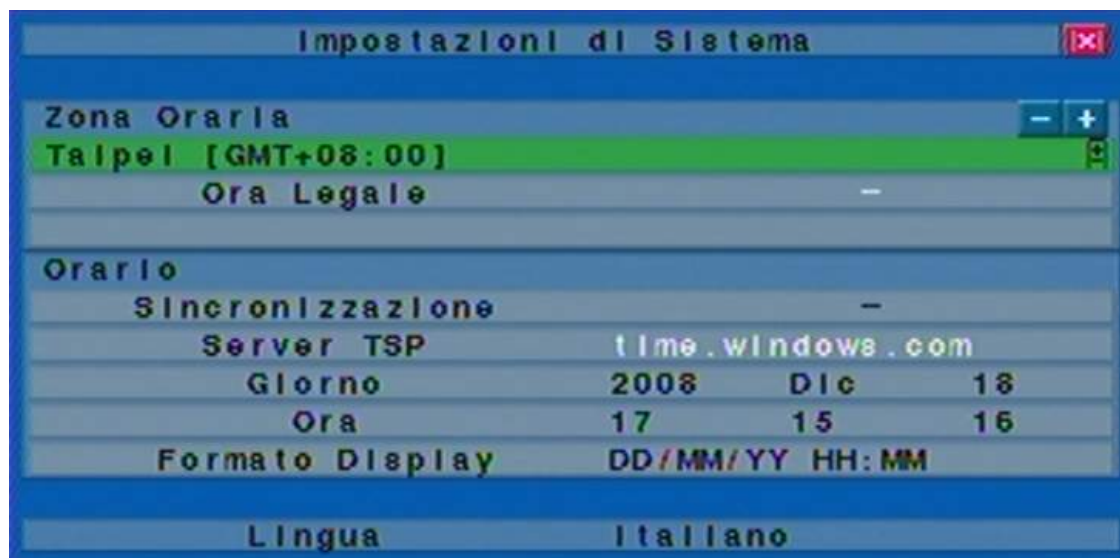 Impostazioni di Sistema
Zona Oraria - +
Taipei [GMT+08:00]
Ora Legale -
Orario
Sincronizzazione -
Server TSP time.windows.com
Giorno 2008 Dic 18
Ora 17 15 16
Formato Display DD/MM/YY HH:MM
Lingua Italiano